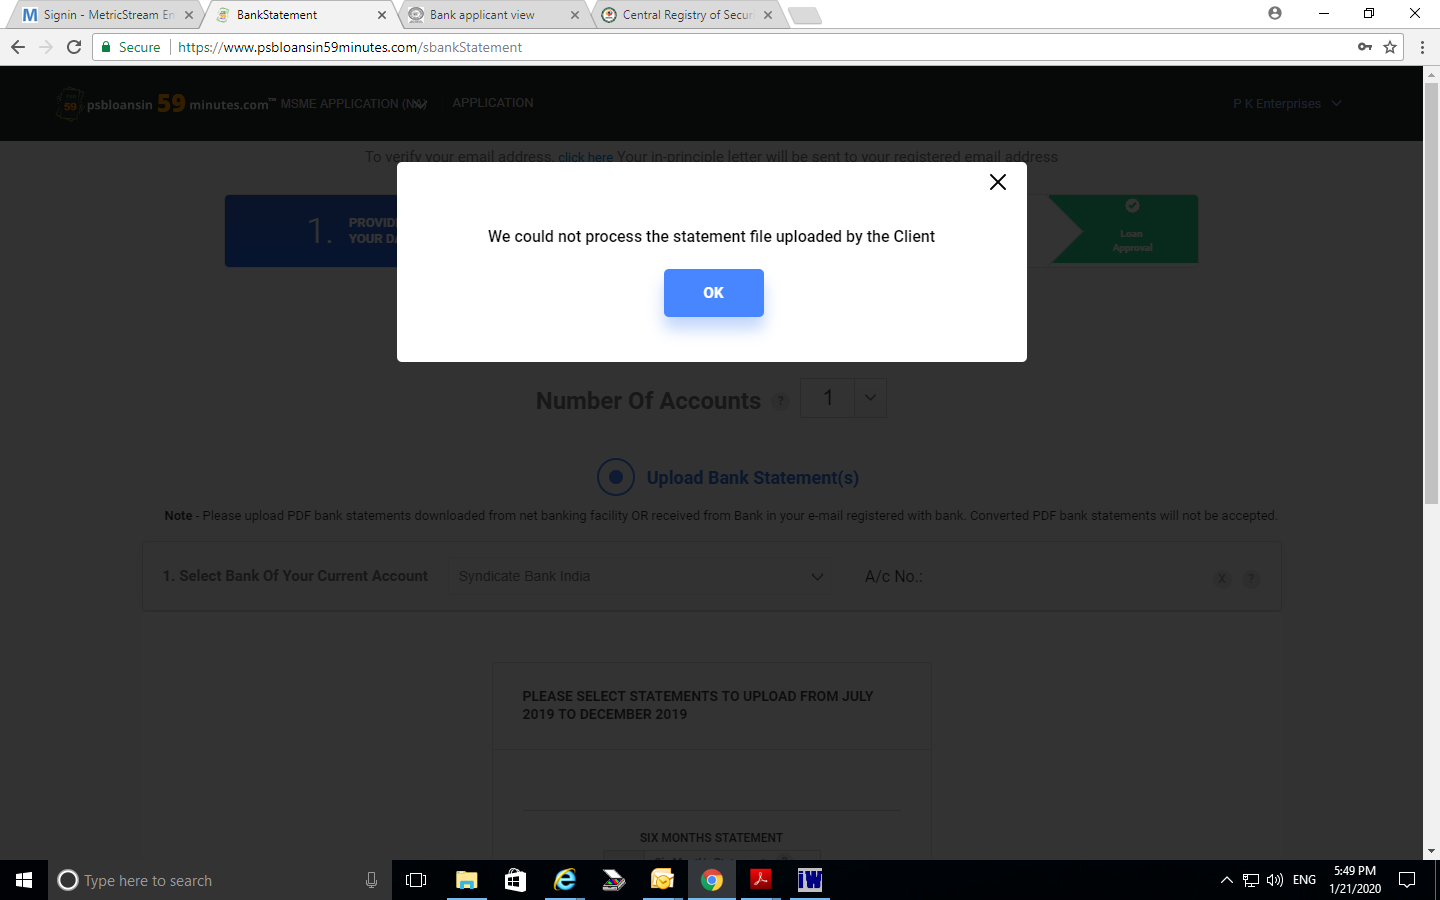 Signin - MetricStream En
BankStatement
Bank applicant view
Central Registry of Secur
Secure
https://www.psbloansin59minutes.com/sbankStatement
psbloansin 59 minutes.com™
MSME APPLICATION
APPLICATION
P K Enterprises
To verify your email address, click here Your in-principle letter will be sent to your registered email address
1.
PROVID
YOUR DA
Loan
Approval
We could not process the statement file uploaded by the Client
OK
Number Of Accounts ? 1
Upload Bank Statement(s)
Note - Please upload PDF bank statements downloaded from net banking facility OR received from Bank in your e-mail registered with bank. Converted PDF bank statements will not be accepted.
1. Select Bank Of Your Current Account
Syndicate Bank India
A/c No.:
X ?
PLEASE SELECT STATEMENTS TO UPLOAD FROM JULY
2019 TO DECEMBER 2019
SIX MONTHS STATEMENT
Type here to search
ENG
5:49 PM
1/21/2020